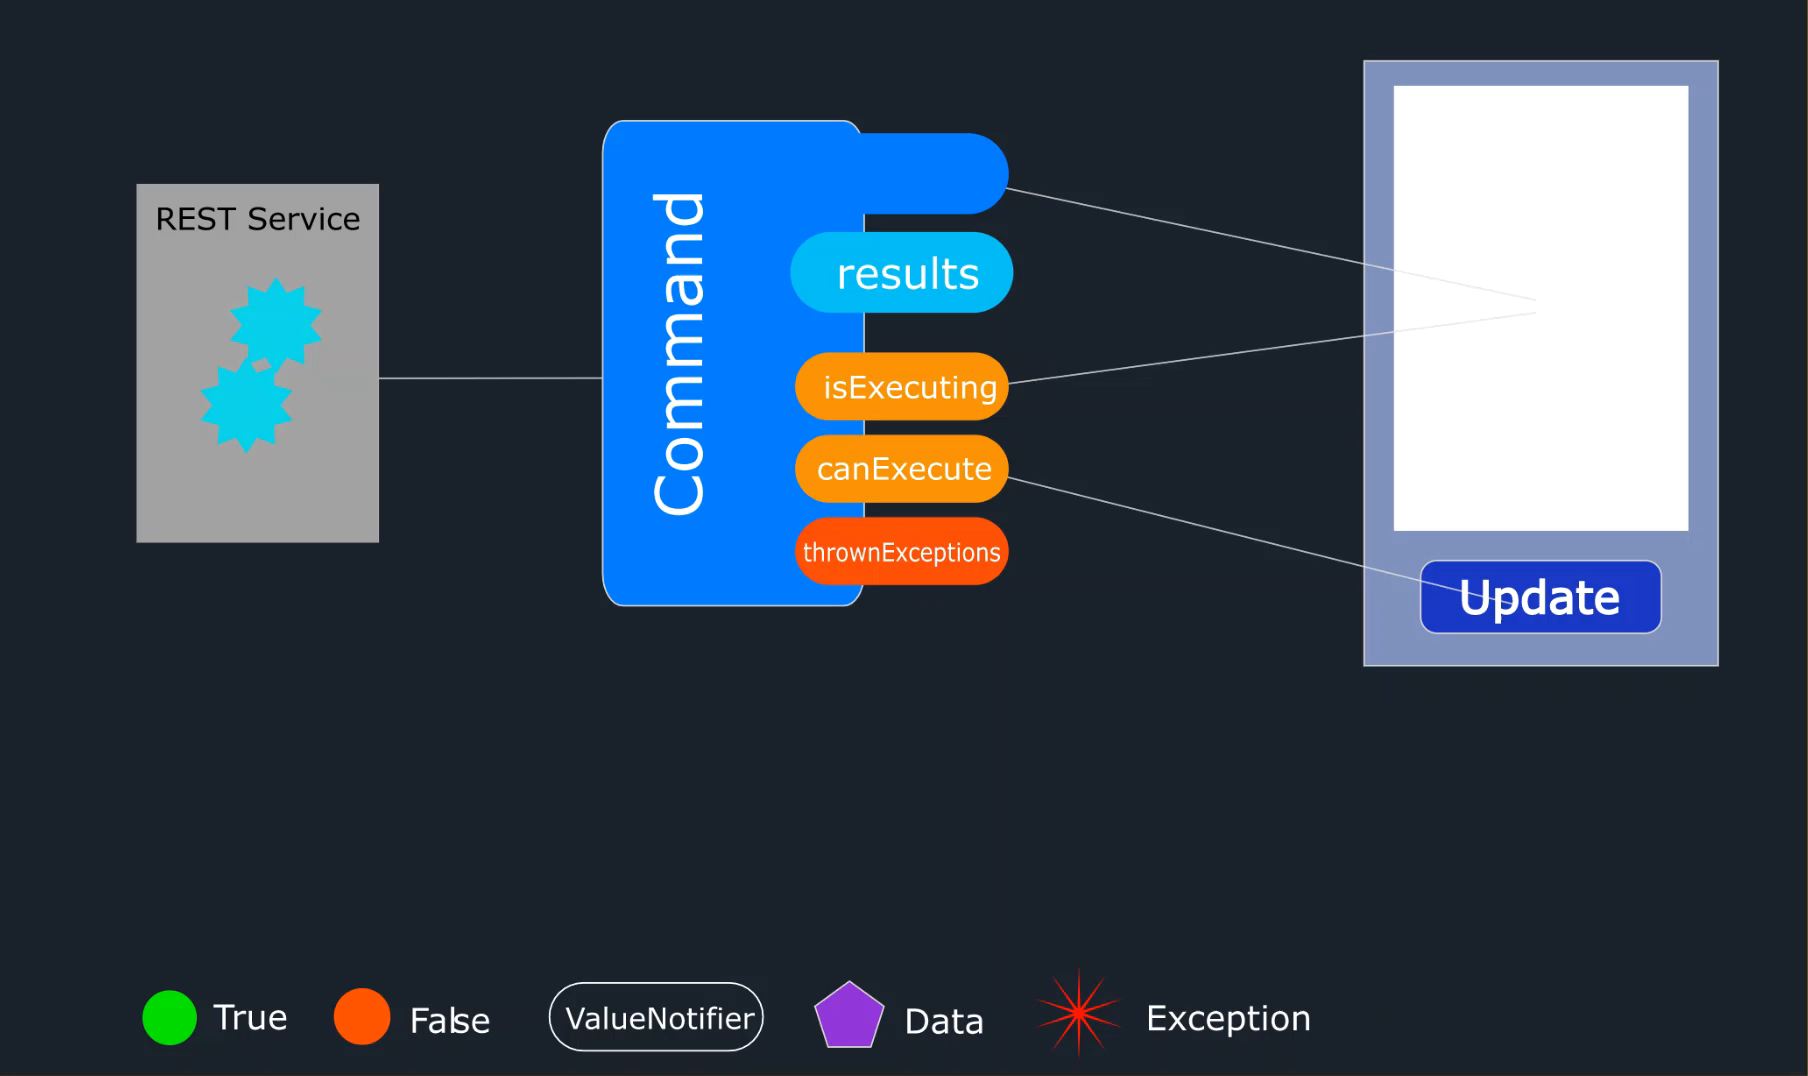 REST Service
Command
results
isExecuting
canExecute
thrownExceptions
Update
True
False
ValueNotifier
Data
Exception